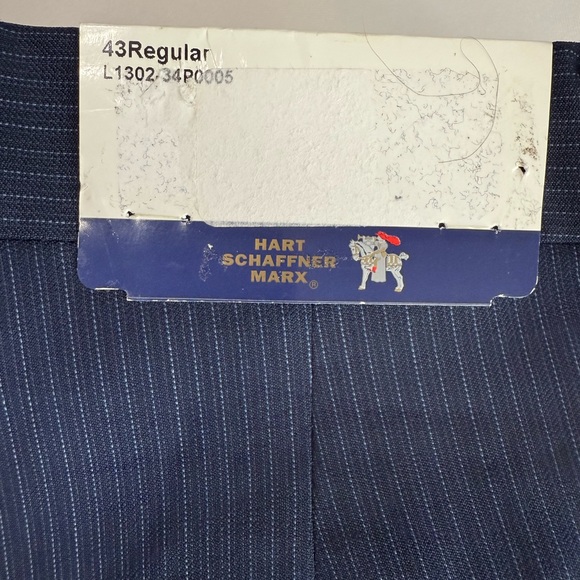 43Regular
L1302-34P0005
HART
SCHAFFNER
MARX®